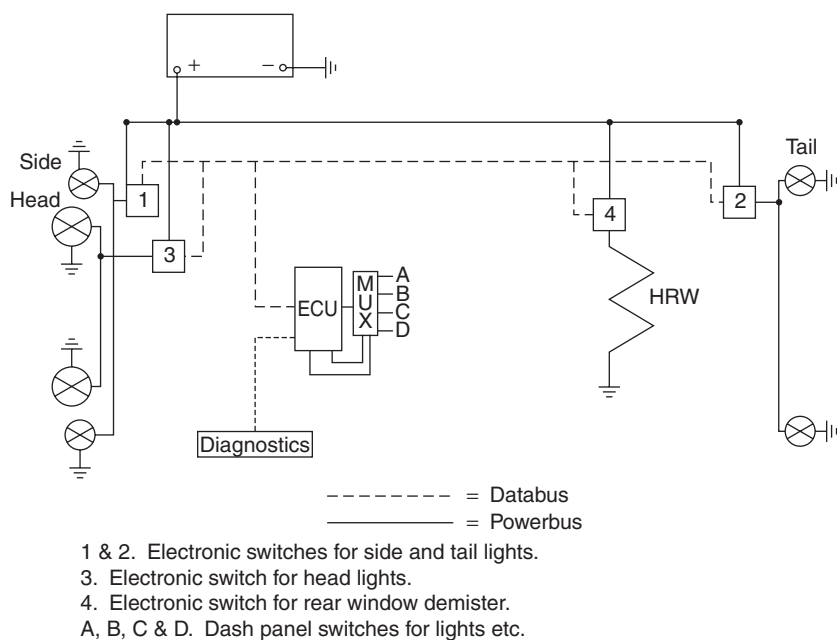 + −
Side
Tail
1
4
2
Head
3
ECU
MUX
A
B
C
D
HRW
Diagnostics
= Databus
= Powerbus
1 & 2. Electronic switches for side and tail lights.
3. Electronic switch for head lights.
4. Electronic switch for rear window demister.
A, B, C & D. Dash panel switches for lights etc.